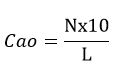 Cao = Nx10
L